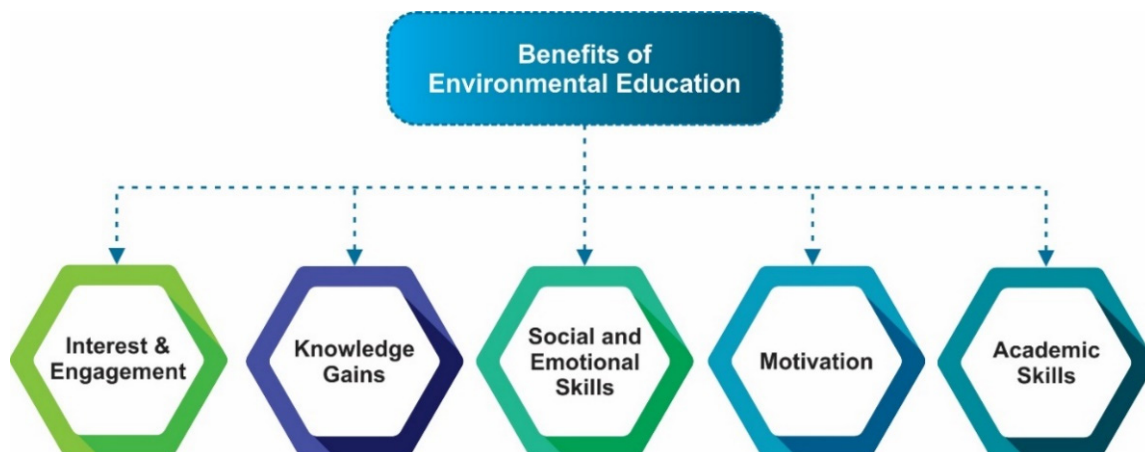 Benefits of
Environmental Education
Interest &
Engagement
Knowledge
Gains
Social and
Emotional
Skills
Motivation
Academic
Skills